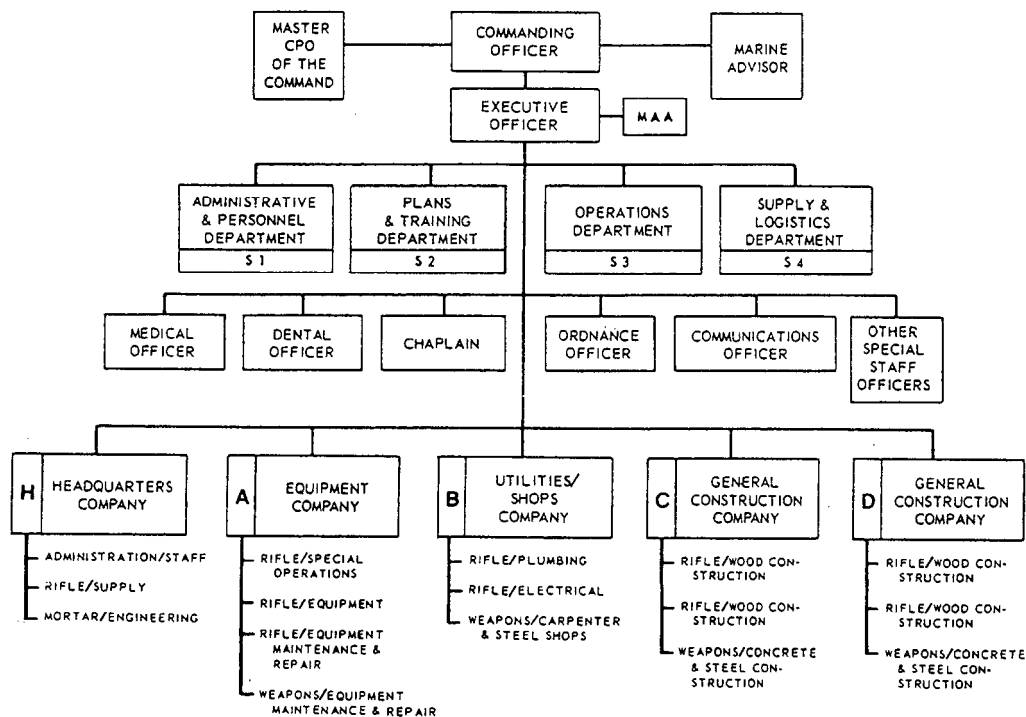 MASTER
CPO
OF THE
COMMAND
COMMANDING
OFFICER
MARINE
ADVISOR
EXECUTIVE
OFFICER
MAA
ADMINISTRATIVE
& PERSONNEL
DEPARTMENT
S 1
PLANS
& TRAINING
DEPARTMENT
S 2
OPERATIONS
DEPARTMENT
S 3
SUPPLY &
LOGISTICS
DEPARTMENT
S 4
MEDICAL
OFFICER
DENTAL
OFFICER
CHAPLAIN
ORDNANCE
OFFICER
COMMUNICATIONS
OFFICER
OTHER
SPECIAL
STAFF
OFFICERS
H
HEADQUARTERS
COMPANY
ADMINISTRATION/STAFF
RIFLE/SUPPLY
MORTAR/ENGINEERING
A
EQUIPMENT
COMPANY
RIFLE/SPECIAL
OPERATIONS
RIFLE/EQUIPMENT
RIFLE/EQUIPMENT
MAINTENANCE &
REPAIR
WEAPONS/EQUIPMENT
MAINTENANCE & REPAIR
B
UTILITIES/
SHOPS
COMPANY
RIFLE/PLUMBING
RIFLE/ELECTRICAL
WEAPONS/CARPENTER
& STEEL SHOPS
C
GENERAL
CONSTRUCTION
COMPANY
RIFLE/WOOD CON-
STRUCTION
RIFLE/WOOD CON-
STRUCTION
WEAPONS/CONCRETE
& STEEL CON-
STRUCTION
D
GENERAL
CONSTRUCTION
COMPANY
RIFLE/WOOD CON-
STRUCTION
RIFLE/WOOD CON-
STRUCTION
WEAPONS/CONCRETE
& STEEL CON-
STRUCTION